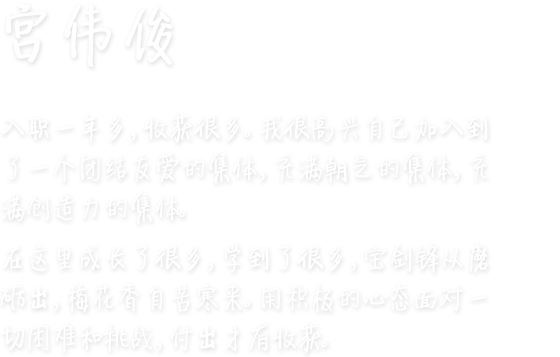 宫伟俊
入职一年多,收获很多.我很高兴自己加入到
了一个团结友爱的集体,充满朝气的集体,充
满创造力的集体.
在这里成长了很多,学到了很多,宝剑锋从磨
砺出,梅花香自苦寒来.用积极的心态面对一
切困难和挑战,付出才有收获.